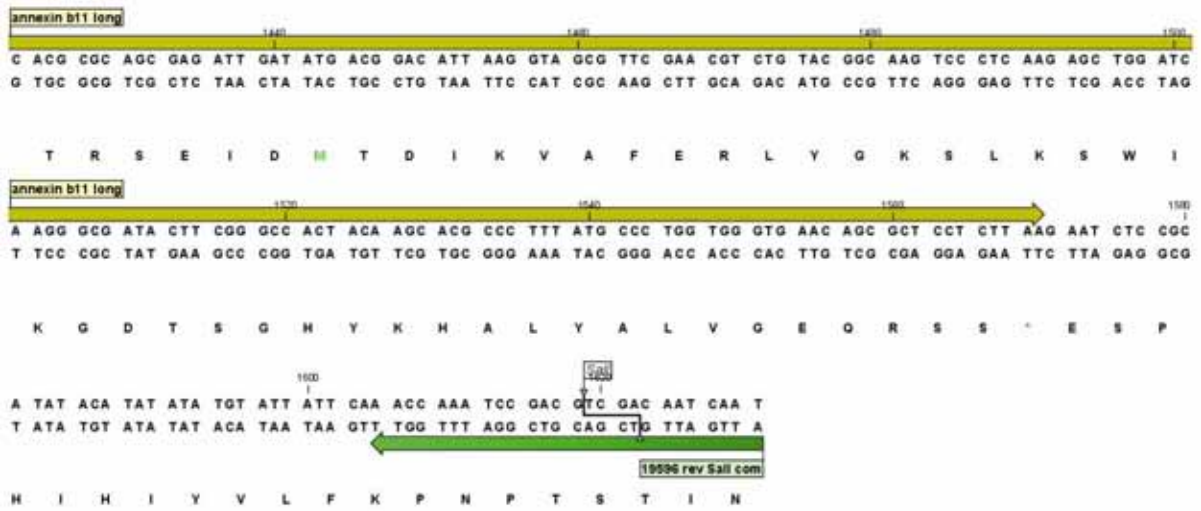 annexin b11 long
1440 1460 1480 1500
C ACG CGC AGC GAG ATT GAT ATG ACG GAC ATT AAG GTA GCG TTC GAA CGT CTG TAC GGC AAG TCC CTC AAG AGC TGG ATC
G TGC GCG TCG CTC TAA CTA TAC TGC CTG TAA TTC CAT CGC AAG CTT GCA GAC ATG CCG TTC AGG GAG TTC TCG ACC TAG
T R S E I D M T D I K V A F E R L Y G K S L K S W I
annexin b11 long
1520 1540 1560 1580
A AGG GCG ATA CTT CGG GCC ACT ACA AGC ACG CCC TTT ATG CCC TGG TGG GTG AAC AGC GCT CCT CTT AAG AAT CTC CGC
T TCC CGC TAT GAA GCC CGG TGA TGT TCG TGC GGG AAA TAC GGG ACC ACC CAC TTG TCG CGA GGA GAA TTC TTA GAG GCG
K G D T S G H Y K H A L Y A L V G E Q R S S * E S P
1600 SalI 1620
A TAT ACA TAT ATA TGT ATT ATT CAA ACC AAA TCC GAC GTC GAC AAT CAA T
T ATA TGT ATA TAT ACA TAA TAA GTT TGG TTT AGG CTG CAG CTG TTA GTT A
19596 rev SalI com
H I H I Y V L F K P N P T S T I N